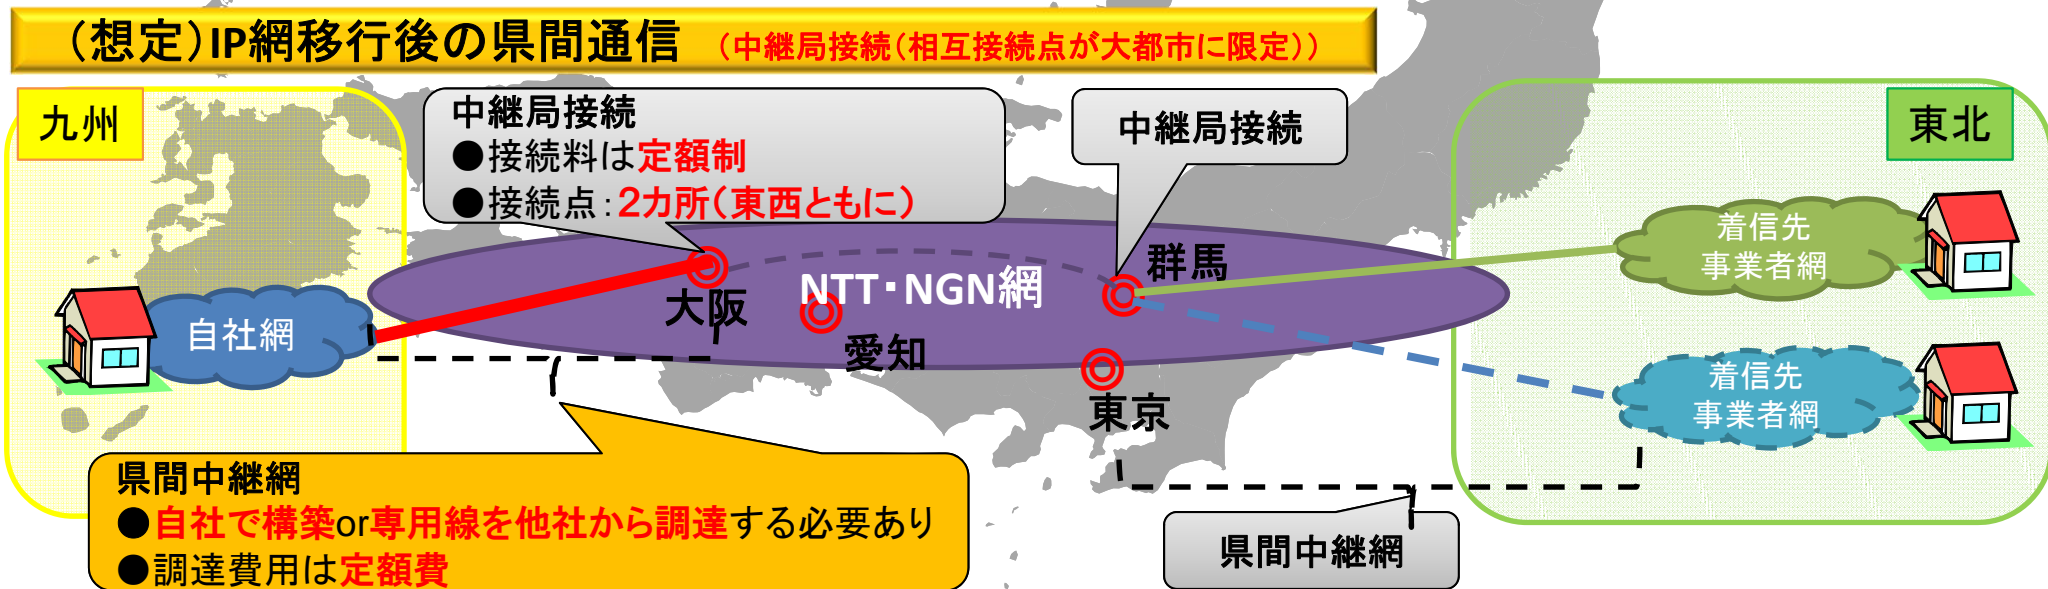 (想定)IP網移行後の県間通信 (中継局接続(相互接続点が大都市に限定))
九州
中継局接続
●接続料は定額制
●接続点:2カ所(東西ともに)
中継局接続
東北
着信先
事業者網
群馬
NTT・NGN網
大阪
自社網
愛知
東京
着信先
事業者網
県間中継網
●自社で構築or専用線を他社から調達する必要あり
●調達費用は定額費
県間中継網